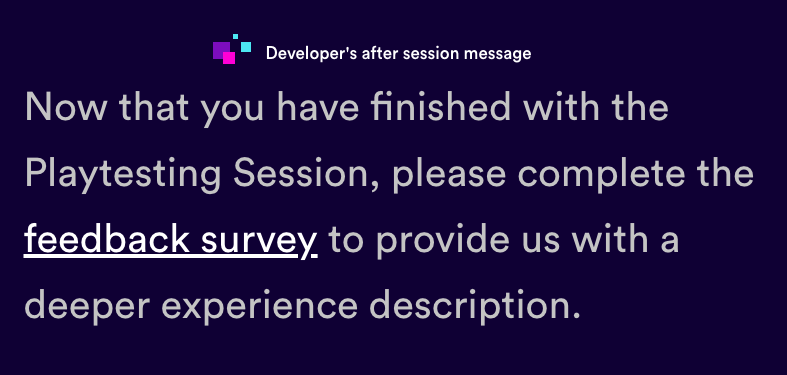 Developer's after session message
Now that you have finished with the
Playtesting Session, please complete the
feedback survey to provide us with a
deeper experience description.